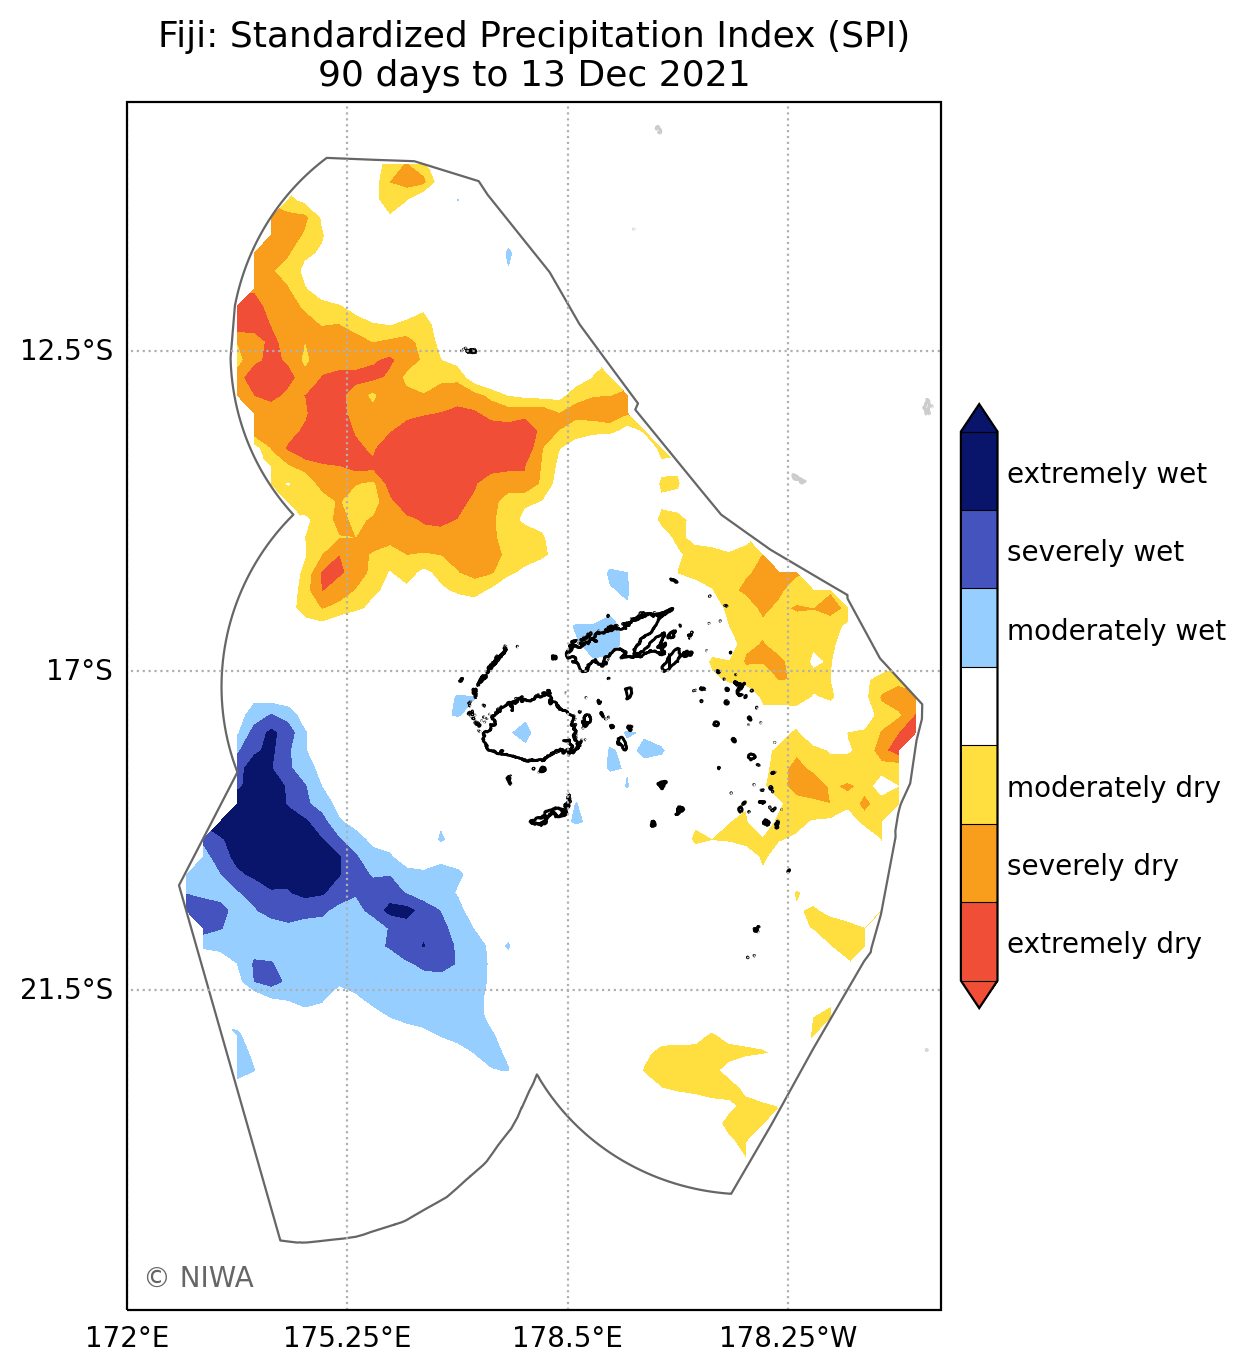 Fiji: Standardized Precipitation Index (SPI)
90 days to 13 Dec 2021
12.5°S
17°S
21.5°S
172°E
175.25°E
178.5°E
178.25°W
extremely wet
severely wet
moderately wet
moderately dry
severely dry
extremely dry
© NIWA